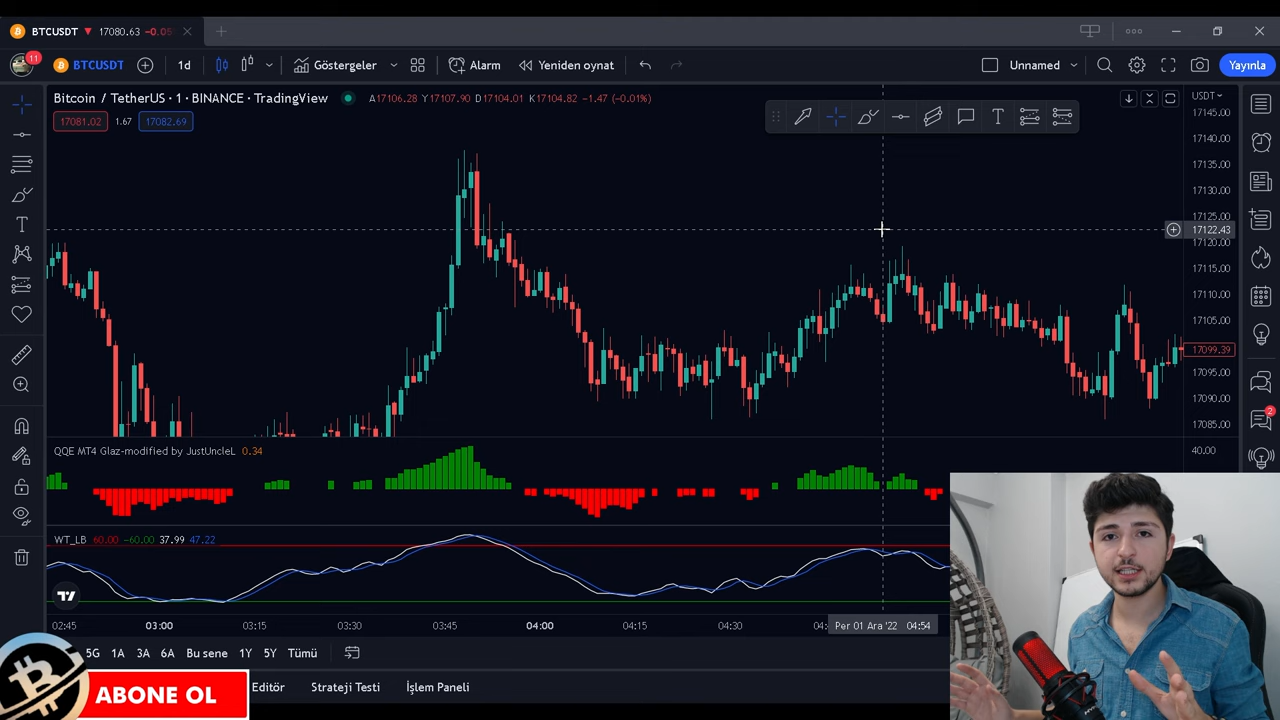 BTCUSDT ▼ 17080.63 -0.05
11
BTCUSDT
1d
Göstergeler
Alarm
Yeniden oynat
Unnamed
Yayınla
Bitcoin / TetherUS · 1 · BINANCE · TradingView
A17106.28 Y17107.90 D17104.01 K17104.82 -1.47 (-0.01%)
17081.02
1.67
17082.69
T
T
USDT
17145.00
17140.00
17135.00
17130.00
17125.00
17122.43
17120.00
17115.00
17110.00
17105.00
17099.39
17095.00
17090.00
17085.00
2
QQE MT4 Glaz-modified by JustUncleL 0.34
40.00
WT_LB 60.00 -60.00 37.99 47.22
02:45
03:00
03:15
03:30
03:45
04:00
04:15
04:30
Per 01 Ara '22 04:54
5G
1A
3A
6A
Bu sene
1Y
5Y
Tümü
ABONE OL
Editör
Strateji Testi
İşlem Paneli